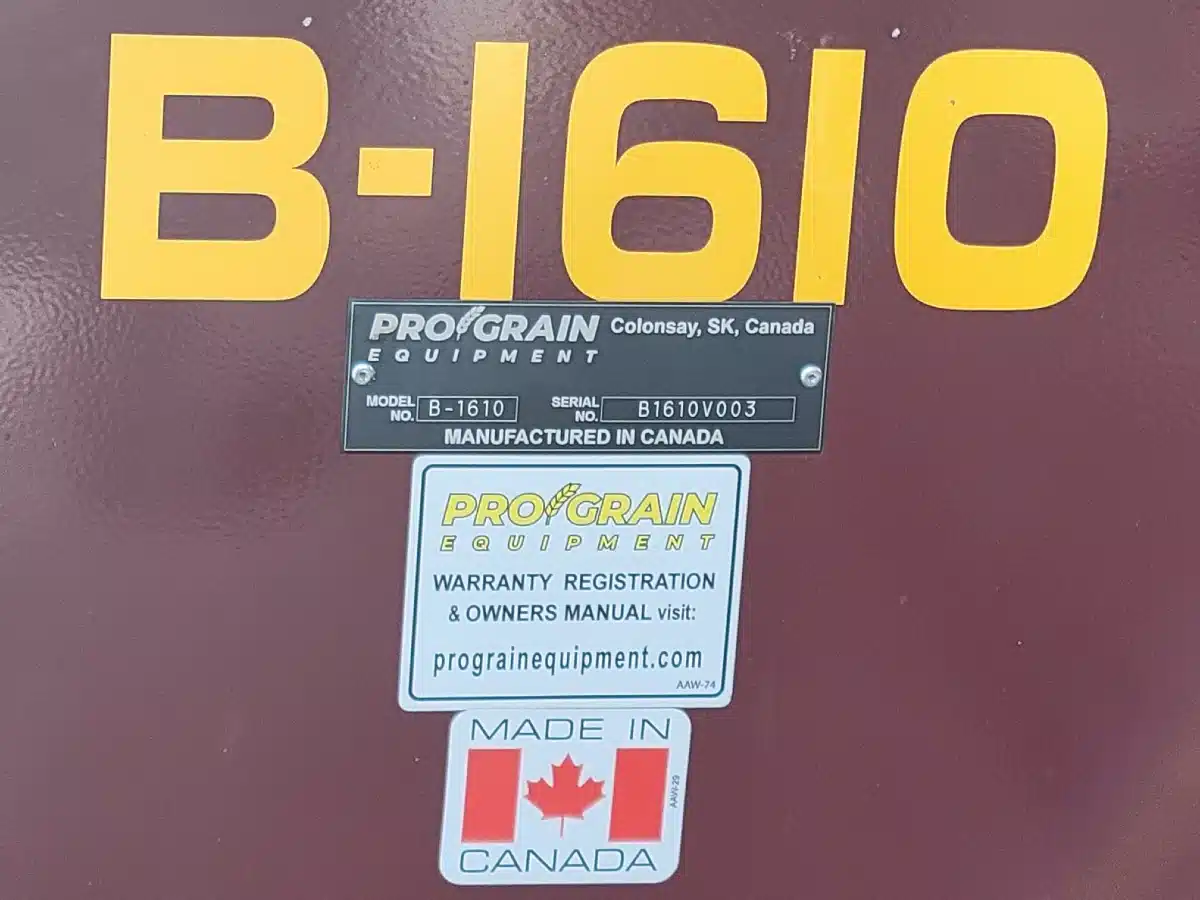 B-1610
PRO GRAIN Colonsay, SK, Canada
EQUIPMENT
MODEL NO. B-1610 SERIAL NO. B1610V003
MANUFACTURED IN CANADA
PRO GRAIN
EQUIPMENT
WARRANTY REGISTRATION
& OWNERS MANUAL visit:
prograinequipment.com
AAW-74
MADE IN
AAW-29
CANADA